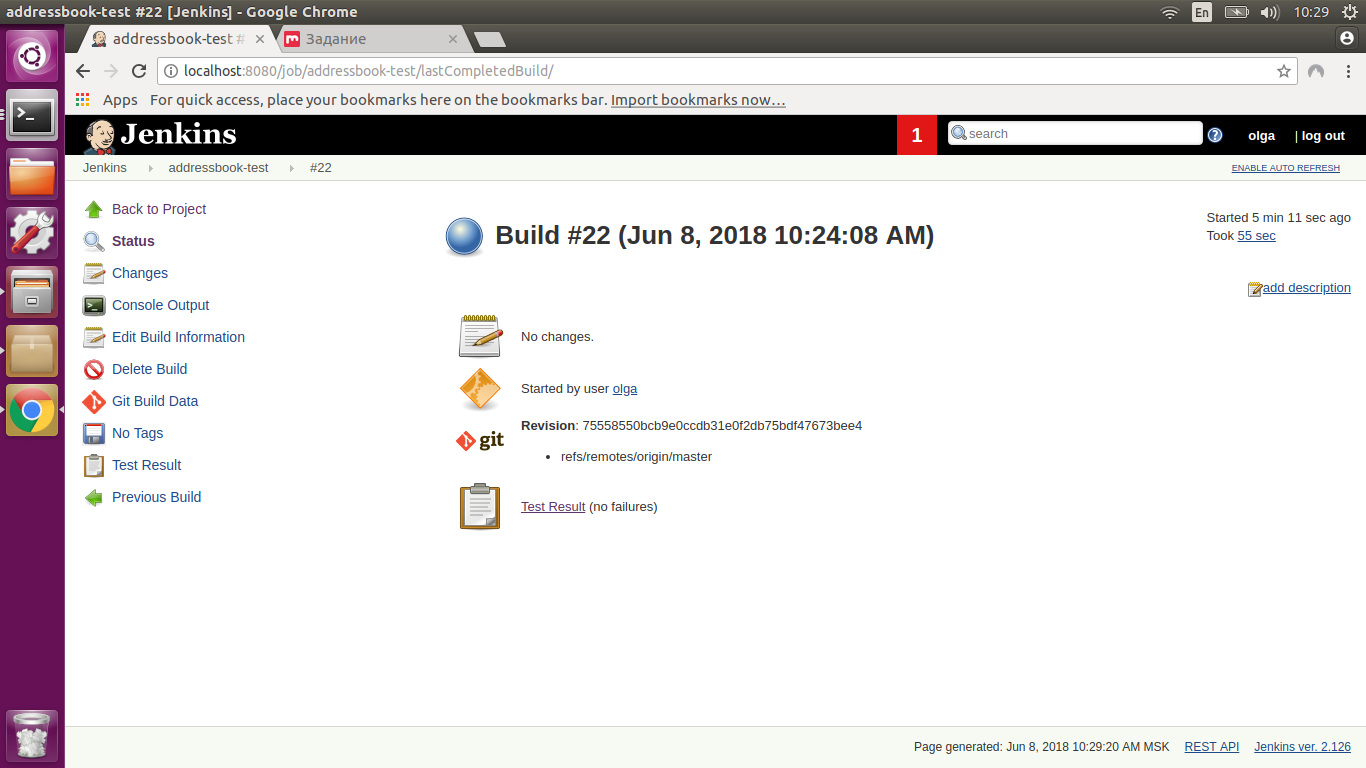 addressbook-test #22 [Jenkins] - Google Chrome
En
10:29
addressbook-test #
Задание
localhost:8080/job/addressbook-test/lastCompletedBuild/
Apps For quick access, place your bookmarks here on the bookmarks bar. Import bookmarks now...
Jenkins
1
search
?
olga
| log out
Jenkins
addressbook-test
#22
ENABLE AUTO REFRESH
Back to Project
Status
Changes
Console Output
Edit Build Information
Delete Build
Git Build Data
No Tags
Test Result
Previous Build
Build #22 (Jun 8, 2018 10:24:08 AM)
Started 5 min 11 sec ago
Took 55 sec
add description
No changes.
Started by user olga
git
Revision: 75558550bcb9e0ccdb31e0f2db75bdf47673bee4
• refs/remotes/origin/master
Test Result (no failures)
Page generated: Jun 8, 2018 10:29:20 AM MSK
REST API
Jenkins ver. 2.126